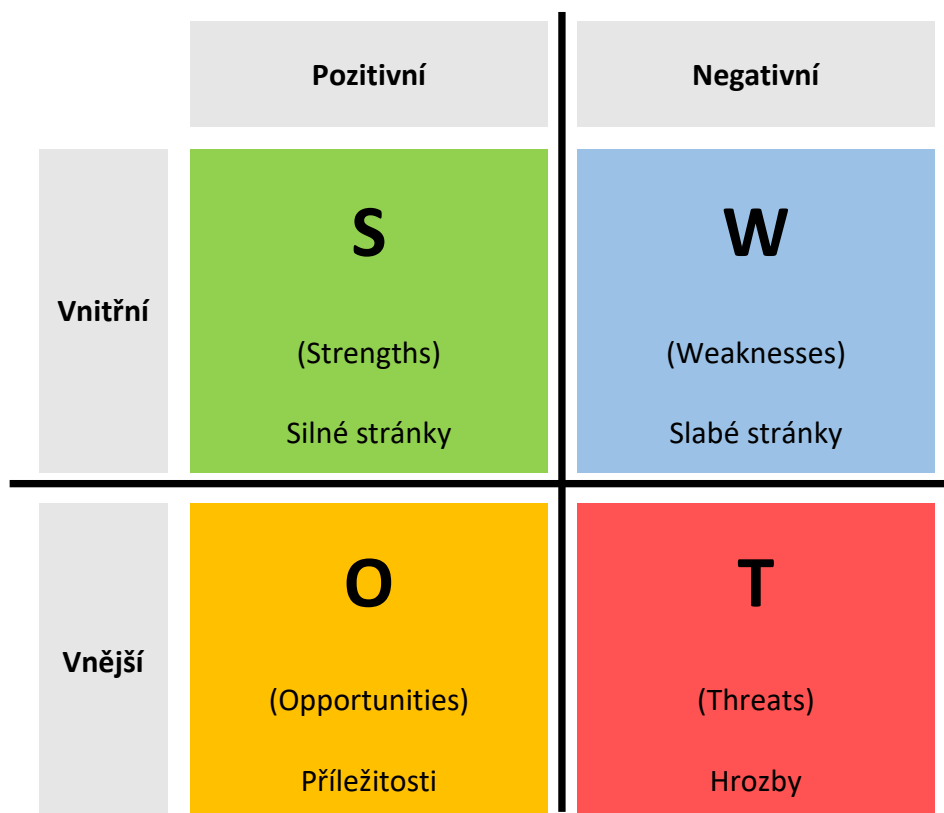 Pozitivní
Negativní
Vnitřní
S
(Strengths)
Silné stránky
W
(Weaknesses)
Slabé stránky
Vnější
O
(Opportunities)
Příležitosti
T
(Threats)
Hrozby